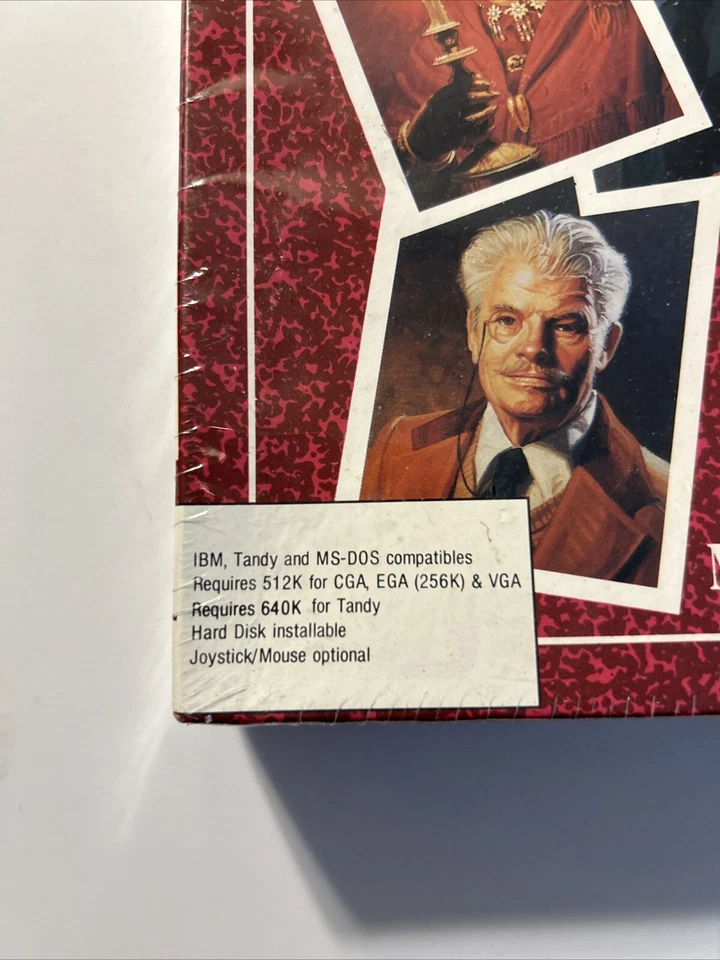 IBM, Tandy and MS-DOS compatibles
Requires 512K for CGA, EGA (256K) & VGA
Requires 640K for Tandy
Hard Disk installable
Joystick/Mouse optional